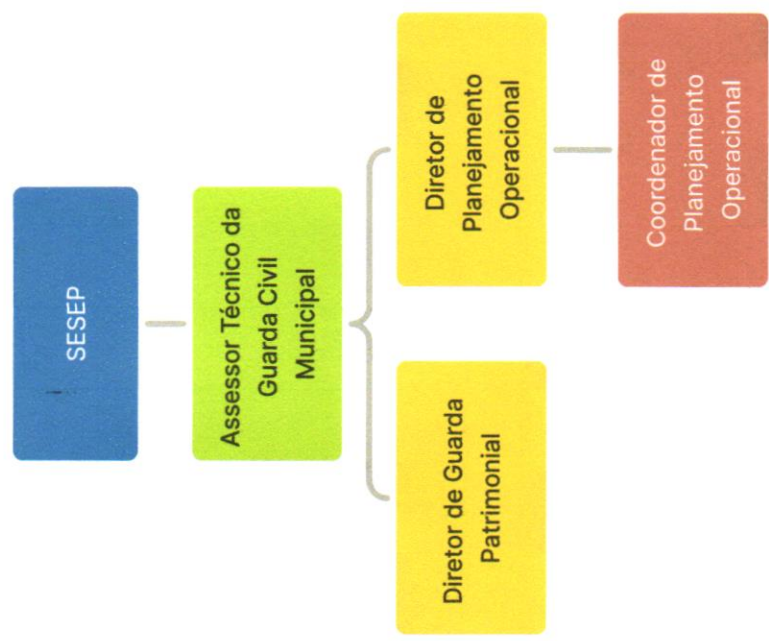 SESEP
Assessor Técnico da
Guarda Civil
Municipal
Diretor de Guarda
Patrimonial
Diretor de
Planejamento
Operacional
Coordenador de
Planejamento
Operacional